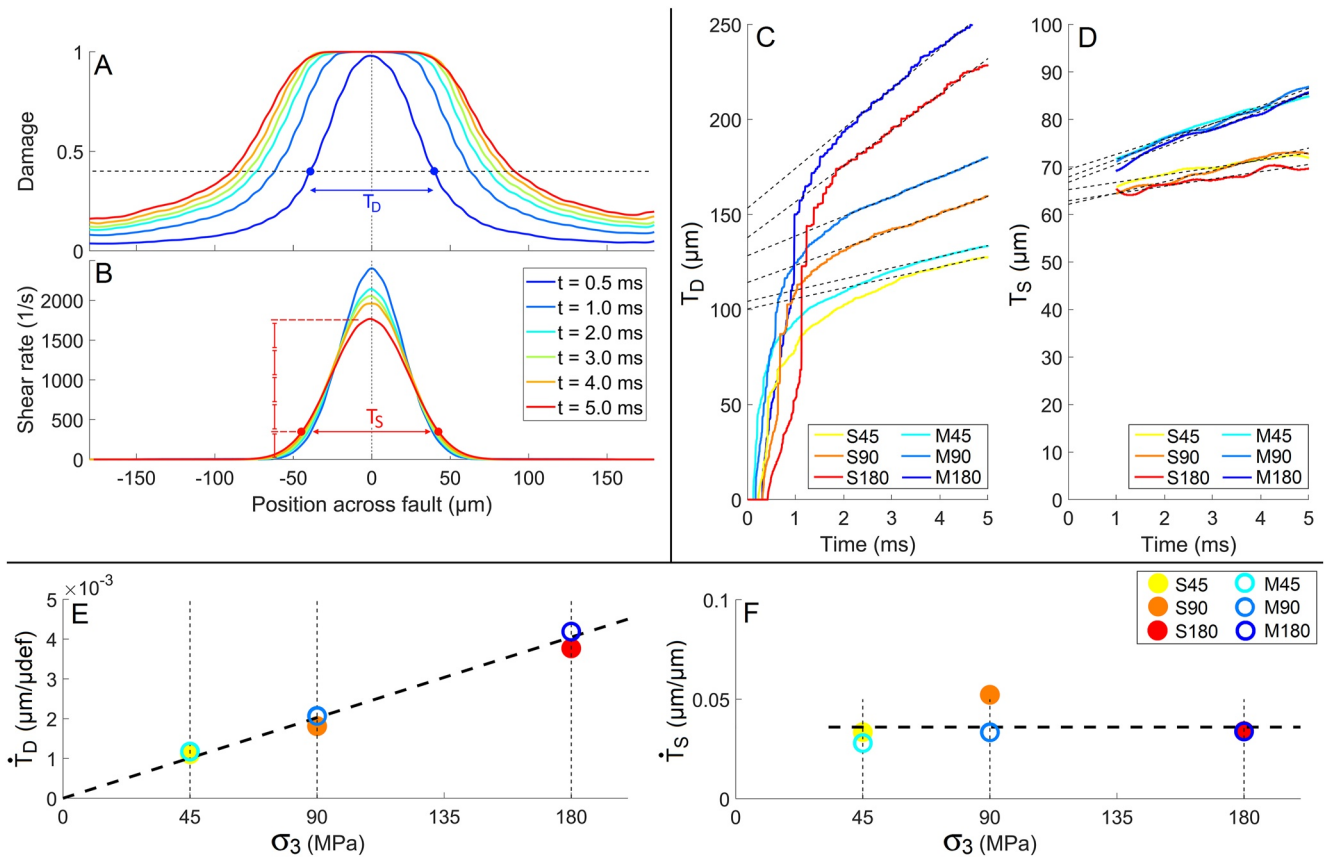 A
Damage
1
0.5
0
T_D
B
Shear rate (1/s)
2000
1500
1000
500
0
T_S
t = 0.5 ms
t = 1.0 ms
t = 2.0 ms
t = 3.0 ms
t = 4.0 ms
t = 5.0 ms
-150 -100 -50 0 50 100 150
Position across fault (μm)
C
T_D (μm)
250
200
150
100
50
0
S45 M45
S90 M90
S180 M180
0 1 2 3 4 5
Time (ms)
D
T_S (μm)
100
90
80
70
60
50
40
30
20
10
0
S45 M45
S90 M90
S180 M180
0 1 2 3 4 5
Time (ms)
E
×10⁻³
Ṫ_D (μm/μdef)
5
4
3
2
1
0
0 45 90 135 180
σ3 (MPa)
F
Ṫ_S (μm/μm)
0.1
0.05
0
S45 M45
S90 M90
S180 M180
0 45 90 135 180
σ3 (MPa)